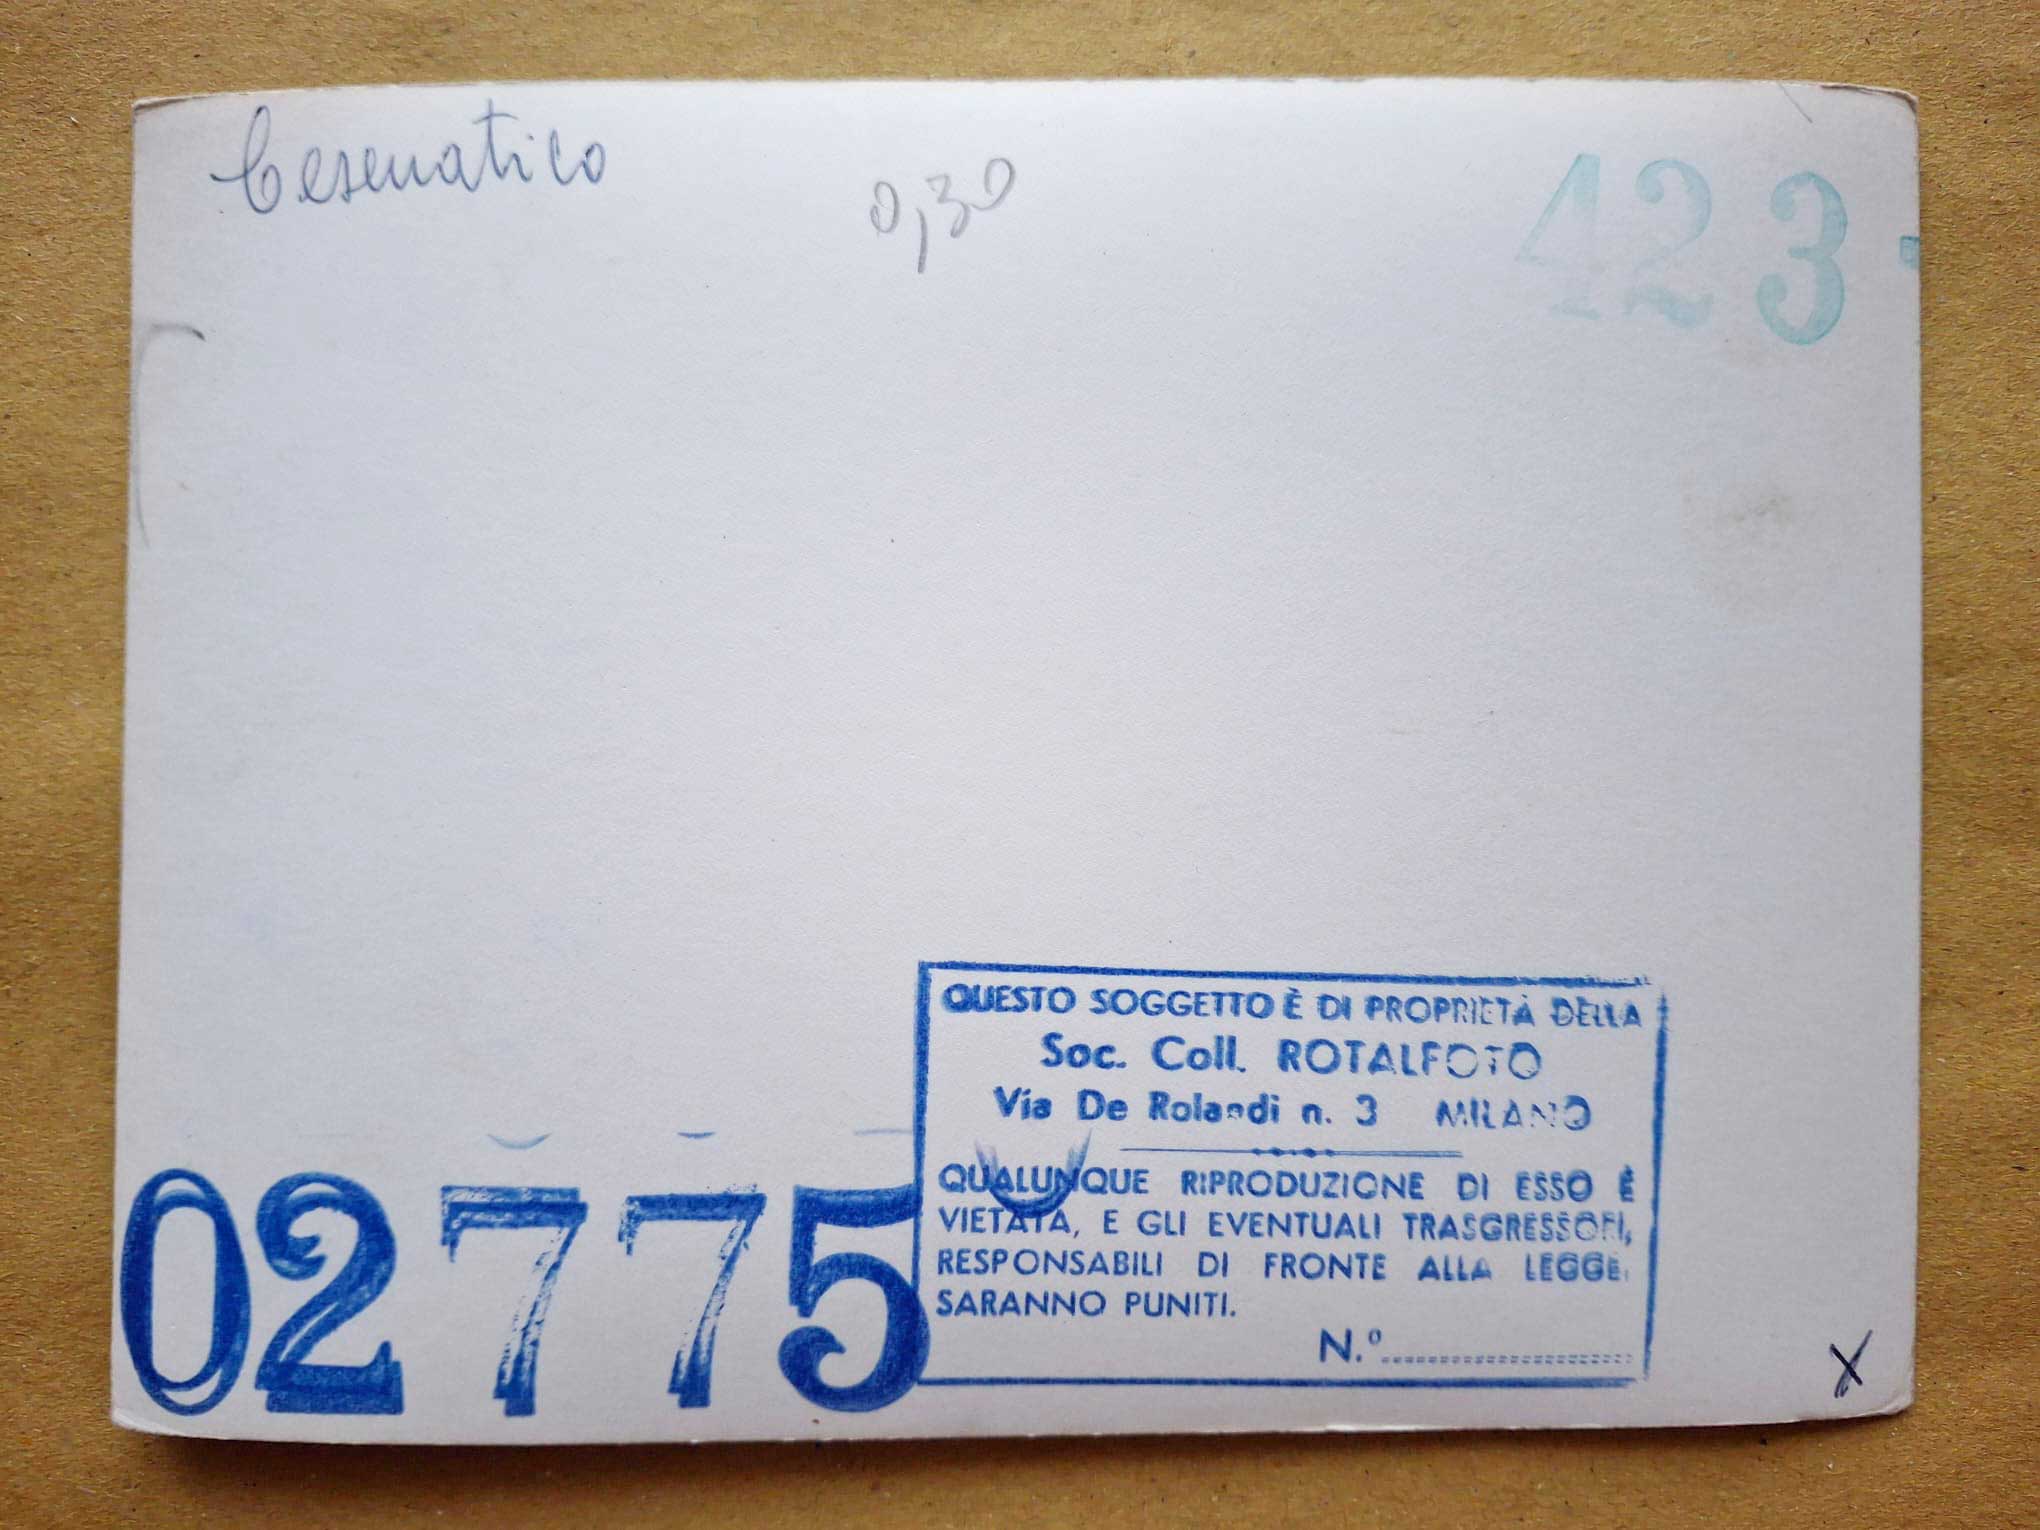 Cesenatico
0,30
423
QUESTO SOGGETTO È DI PROPRIETÀ DELLA
Soc. Coll. ROTALFOTO
Via De Rolandi n. 3 MILANO
QUALUNQUE RIPRODUZIONE DI ESSO È
VIETATA, E GLI EVENTUALI TRASGRESSORI,
RESPONSABILI DI FRONTE ALLA LEGGE,
SARANNO PUNITI.
N.º
02775
X